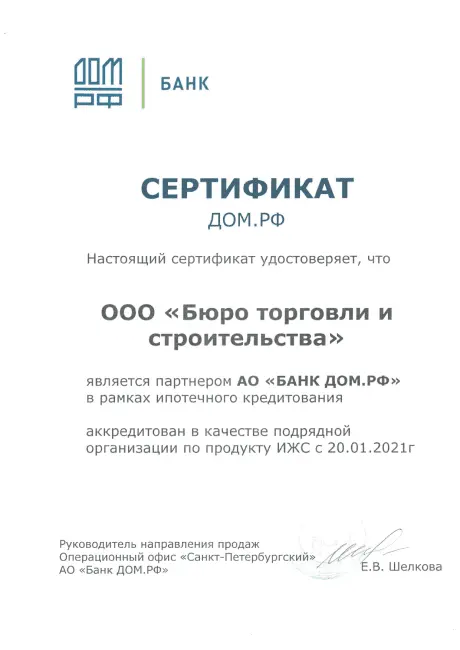 ДОМ
РФ
БАНК
СЕРТИФИКАТ
ДОМ.РФ
Настоящий сертификат удостоверяет, что
ООО «Бюро торговли и
строительства»
является партнером АО «БАНК ДОМ.РФ»
в рамках ипотечного кредитования
аккредитован в качестве подрядной
организации по продукту ИЖС с 20.01.2021г
Руководитель направления продаж
Операционный офис «Санкт-Петербургский»
АО «Банк ДОМ.РФ»
Е.В. Шелкова